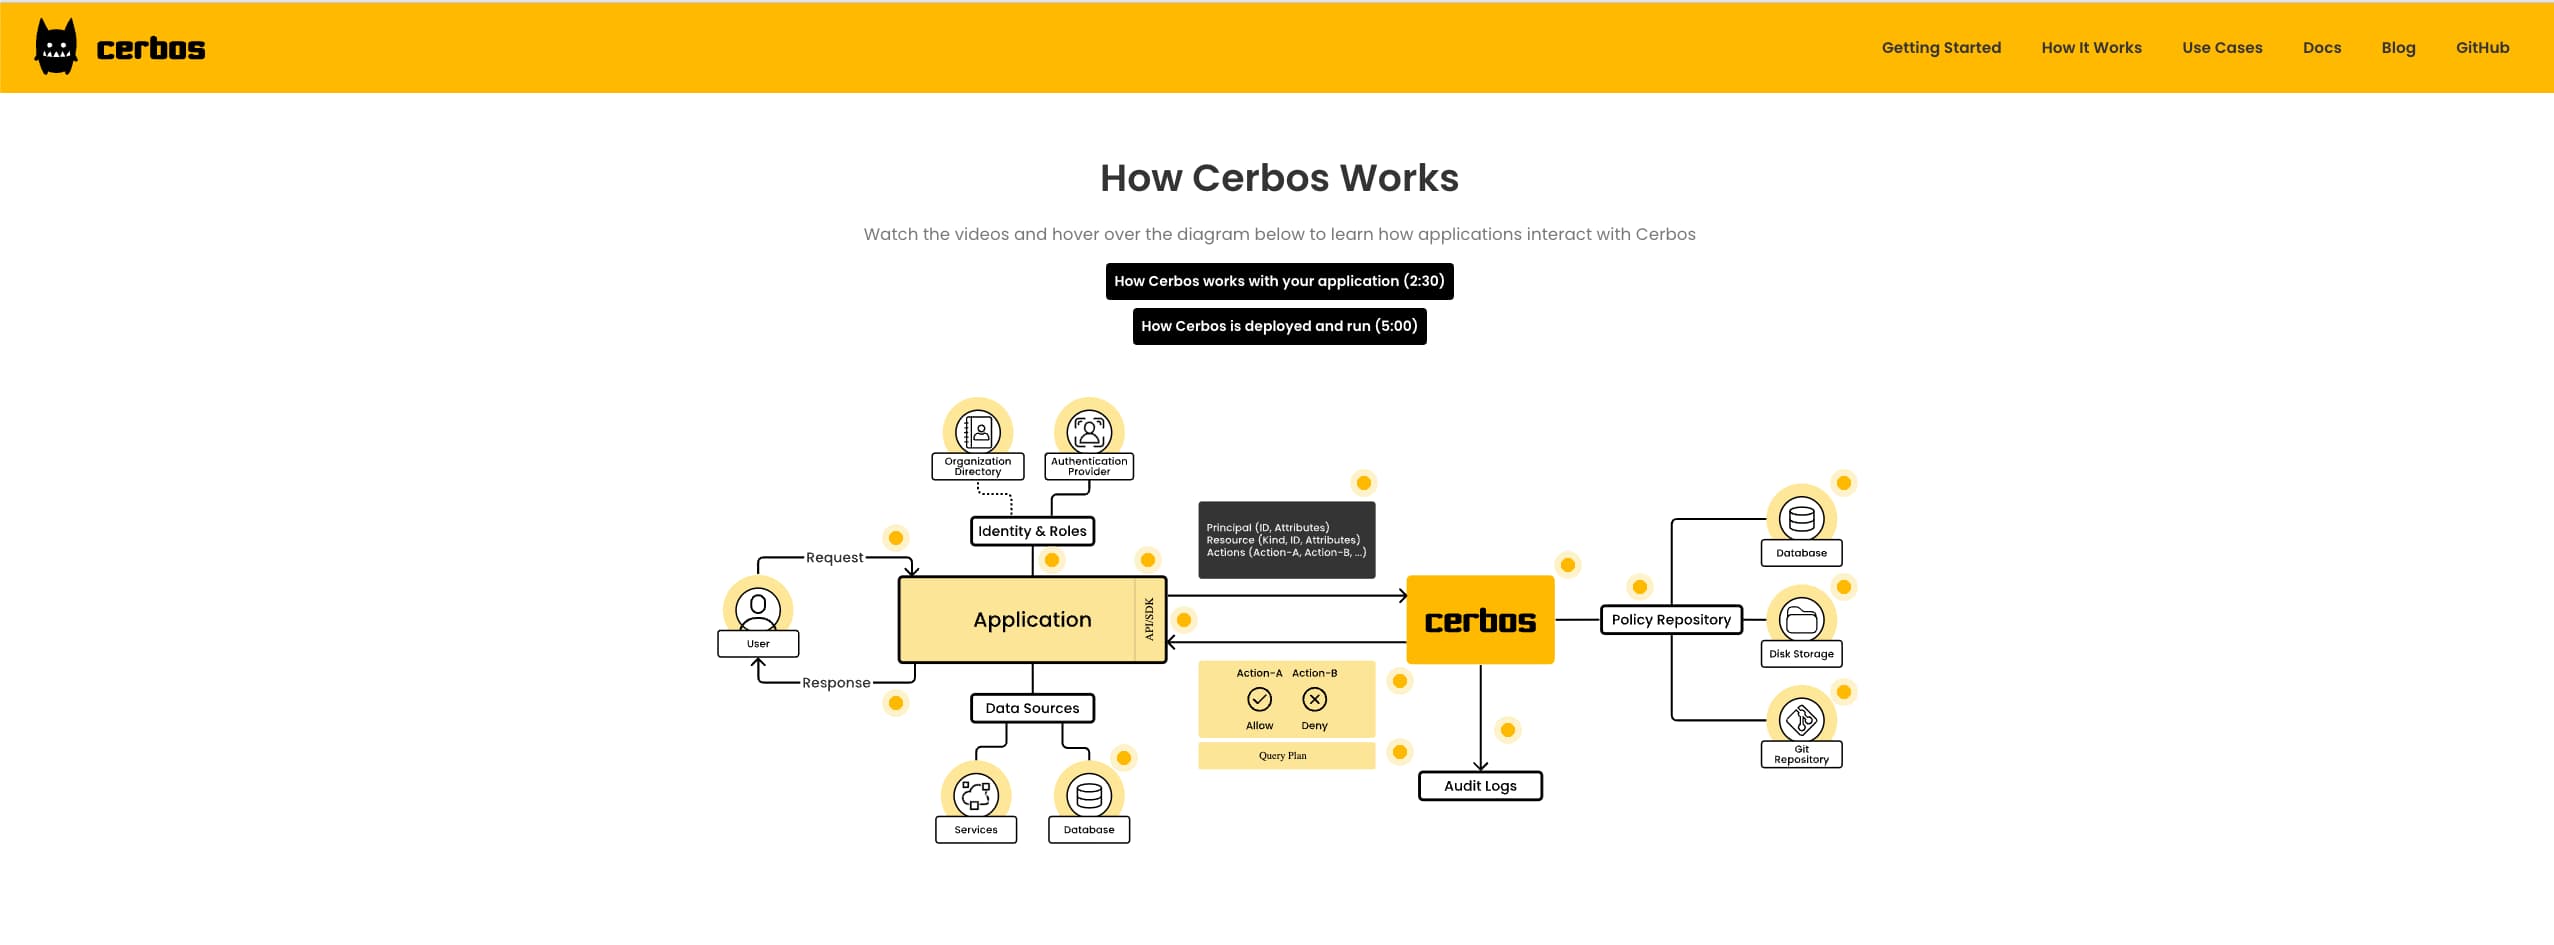 cerbos
Getting Started
How It Works
Use Cases
Docs
Blog
GitHub
How Cerbos Works
Watch the videos and hover over the diagram below to learn how applications interact with Cerbos
How Cerbos works with your application (2:30)
How Cerbos is deployed and run (5:00)
Organization
Directory
Authentication
Provider
Identity & Roles
Request
User
Response
Application
API/SDK
Data Sources
Services
Database
Principal (ID, Attributes)
Resource (Kind, ID, Attributes)
Actions (Action-A, Action-B, ...)
Action-A
Action-B
Allow
Deny
Query Plan
cerbos
Audit Logs
Policy Repository
Database
Disk Storage
Git
Repository